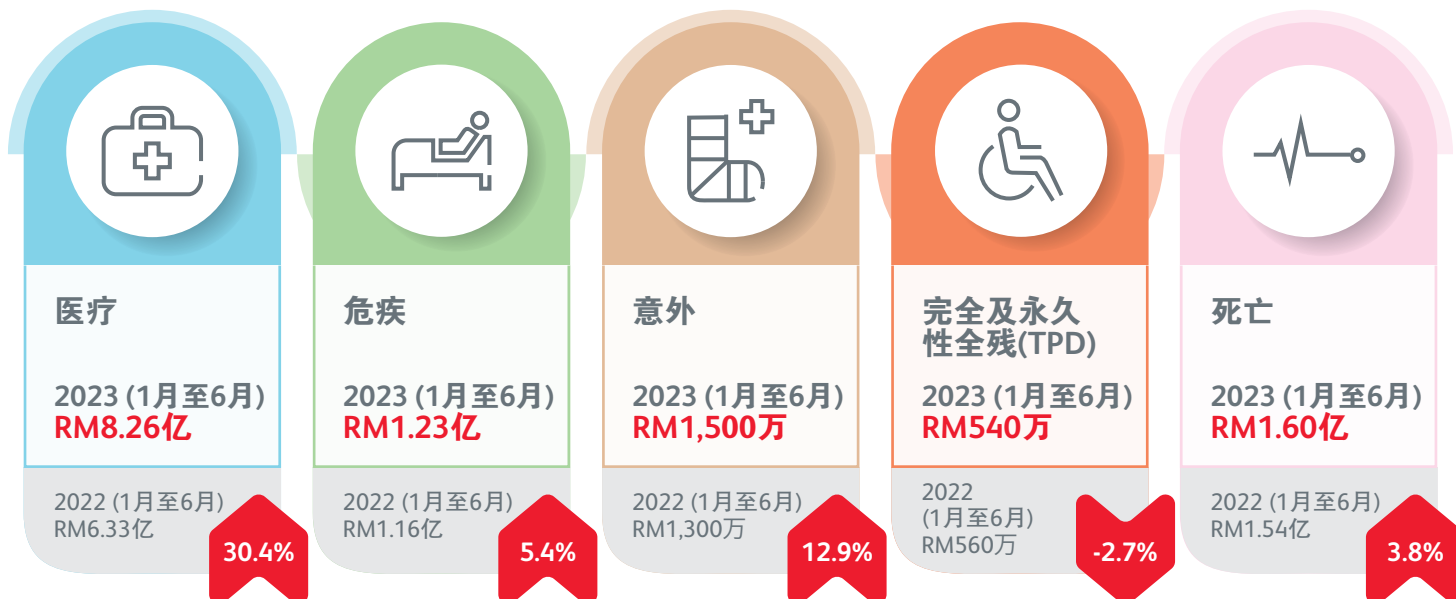 医疗
2023 (1月至6月)
RM8.26亿
2022 (1月至6月)
RM6.33亿
30.4%
危疾
2023 (1月至6月)
RM1.23亿
2022 (1月至6月)
RM1.16亿
5.4%
意外
2023 (1月至6月)
RM1,500万
2022 (1月至6月)
RM1,300万
12.9%
完全及永久
性全残(TPD)
2023 (1月至6月)
RM540万
2022
(1月至6月)
RM560万
-2.7%
死亡
2023 (1月至6月)
RM1.60亿
2022 (1月至6月)
RM1.54亿
3.8%